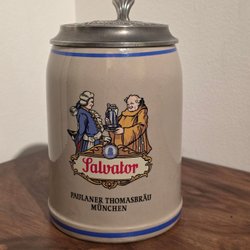 Salvator
PAULANER THOMASBRÄU
MÜNCHEN